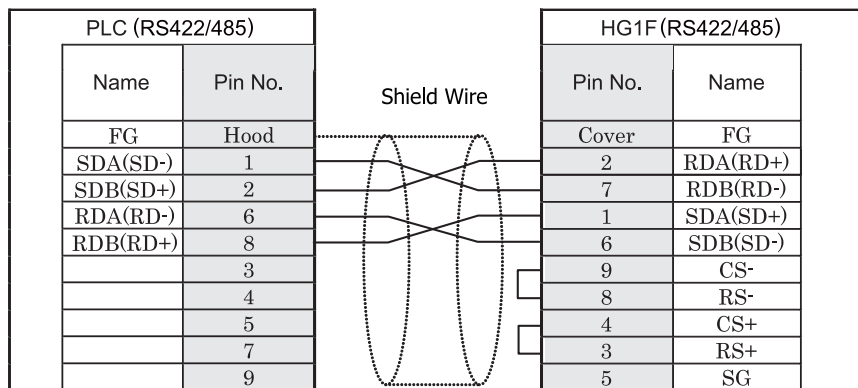 PLC (RS422/485) HG1F(RS422/485)
Name Pin No. Shield Wire Pin No. Name
FG Hood Cover FG
SDA(SD-) 1 2 RDA(RD+)
SDB(SD+) 2 7 RDB(RD-)
RDA(RD-) 6 1 SDA(SD+)
RDB(RD+) 8 6 SDB(SD-)
3 9 CS-
4 8 RS-
5 4 CS+
7 3 RS+
9 5 SG